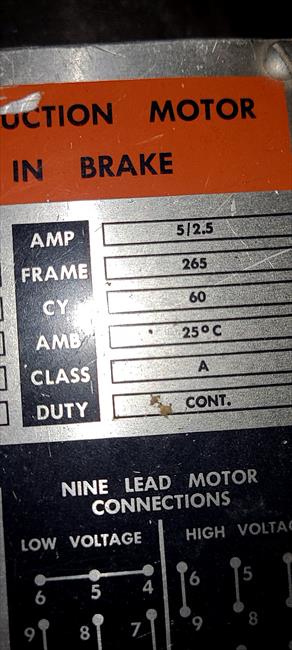 UCTION MOTOR
IN BRAKE
AMP 5/2.5
FRAME 265
CY 60
AMB 25°C
CLASS A
DUTY CONT.
NINE LEAD MOTOR
CONNECTIONS
LOW VOLTAGE HIGH VOLTAG
6 5 4 6 5
9 8 7 9 8